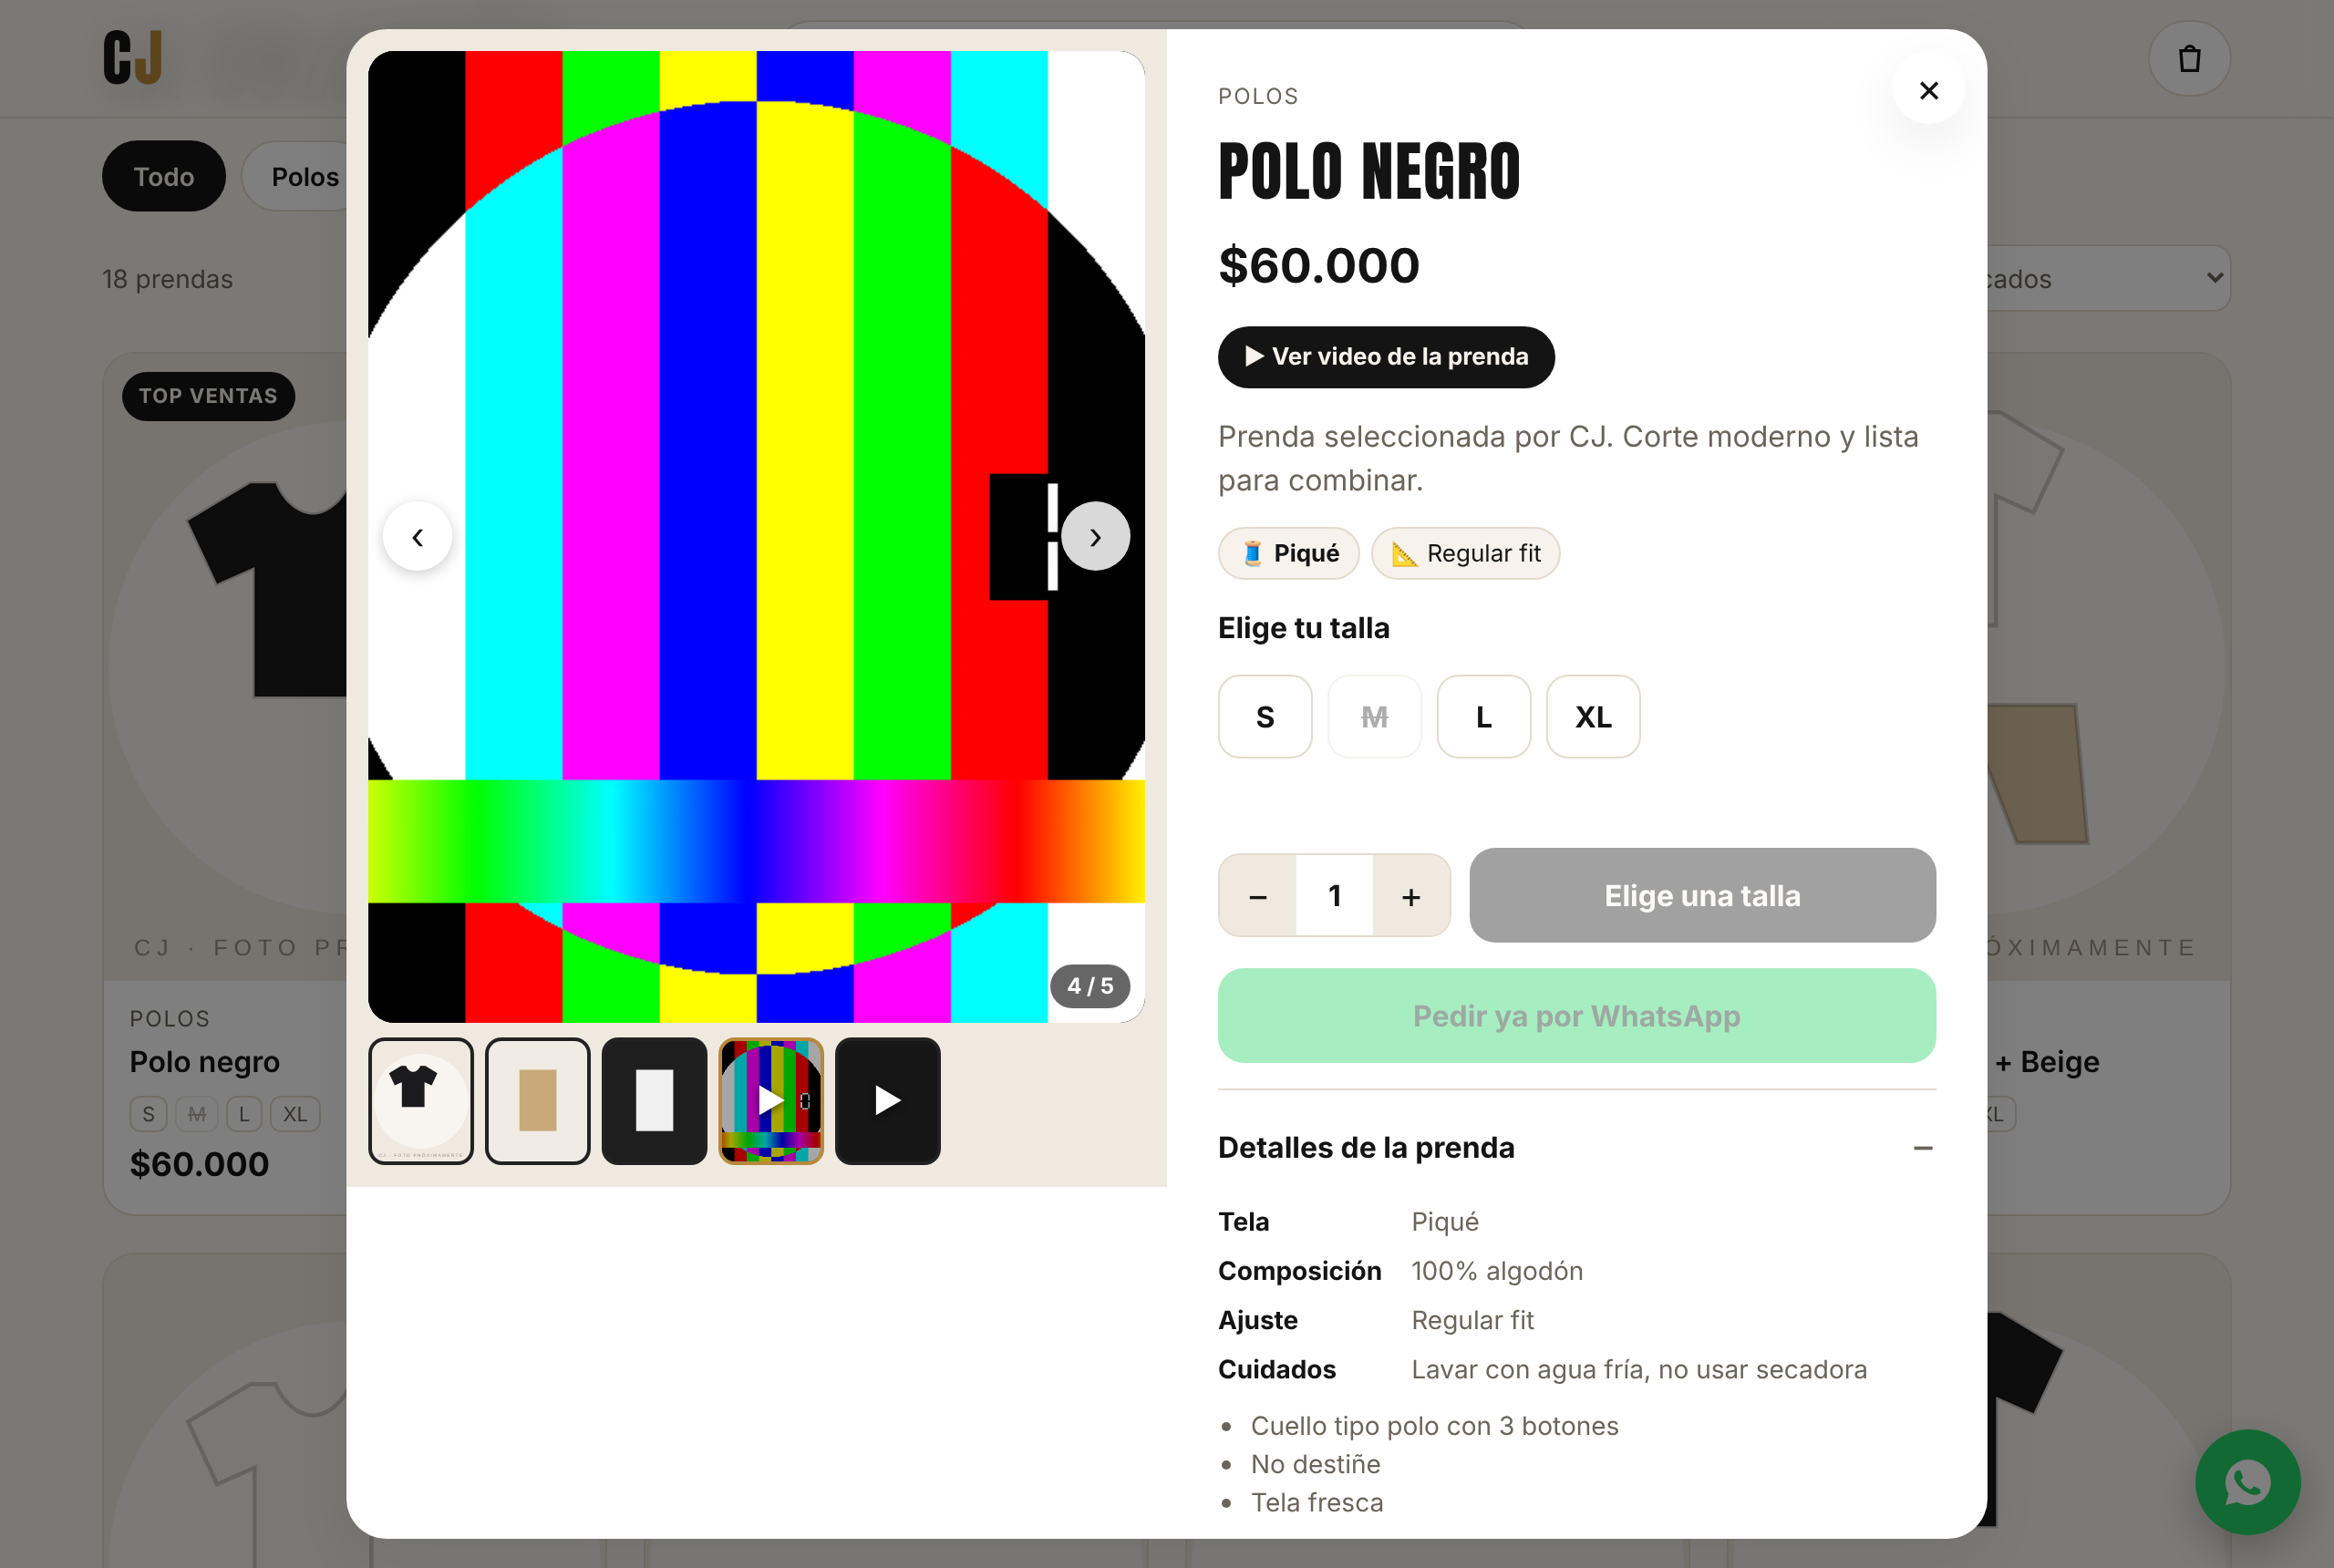 CJ
Todo
Polos
18 prendas
cados
TOP VENTAS
CJ · FOTO PR
POLOS
Polo negro
S M L XL
$60.000
4 / 5
CJ · FOTO PRÓXIMAMENTE
POLOS
POLO NEGRO
$60.000
Ver video de la prenda
Prenda seleccionada por CJ. Corte moderno y lista
para combinar.
Piqué
Regular fit
Elige tu talla
S M L XL
− 1 +
Elige una talla
Pedir ya por WhatsApp
Detalles de la prenda
Tela Piqué
Composición 100% algodón
Ajuste Regular fit
Cuidados Lavar con agua fría, no usar secadora
• Cuello tipo polo con 3 botones
• No destiñe
• Tela fresca
ÓXIMAMENTE
+ Beige
XL